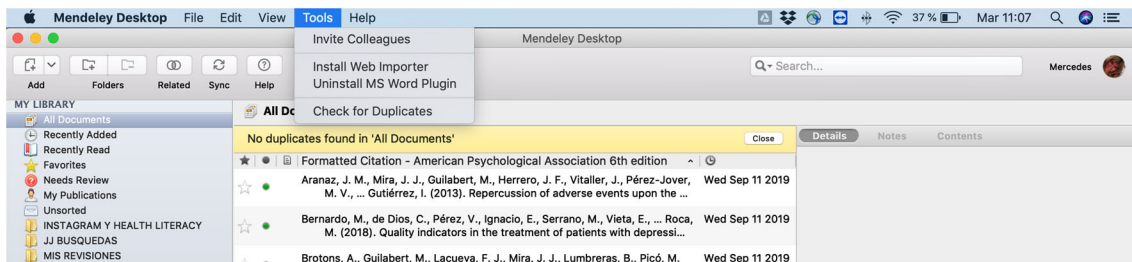 Mendeley Desktop File Edit View Tools Help 37 % Mar 11:07
Invite Colleagues
Install Web Importer
Uninstall MS Word Plugin
Check for Duplicates
Mendeley Desktop
Add Folders Related Sync Help
Search...
Mercedes
MY LIBRARY
All Documents
Recently Added
Recently Read
Favorites
Needs Review
My Publications
Unsorted
INSTAGRAM Y HEALTH LITERACY
JJ BUSQUEDAS
MIS REVISIONES
All Do
No duplicates found in 'All Documents' Close
Formatted Citation - American Psychological Association 6th edition
Aranaz, J. M., Mira, J. J., Guilabert, M., Herrero, J. F., Vitaller, J., Pérez-Jover, Wed Sep 11 2019
M. V., ... Gutiérrez, I. (2013). Repercussion of adverse events upon the ...
Bernardo, M., de Dios, C., Pérez, V., Ignacio, E., Serrano, M., Vieta, E., ... Roca, Wed Sep 11 2019
M. (2018). Quality indicators in the treatment of patients with depressi...
Brotons, A., Guilabert, M., Lacueva, F. J., Mira, J. J., Lumbreras, B., Picó, M. Wed Sep 11 2019
Details Notes Contents